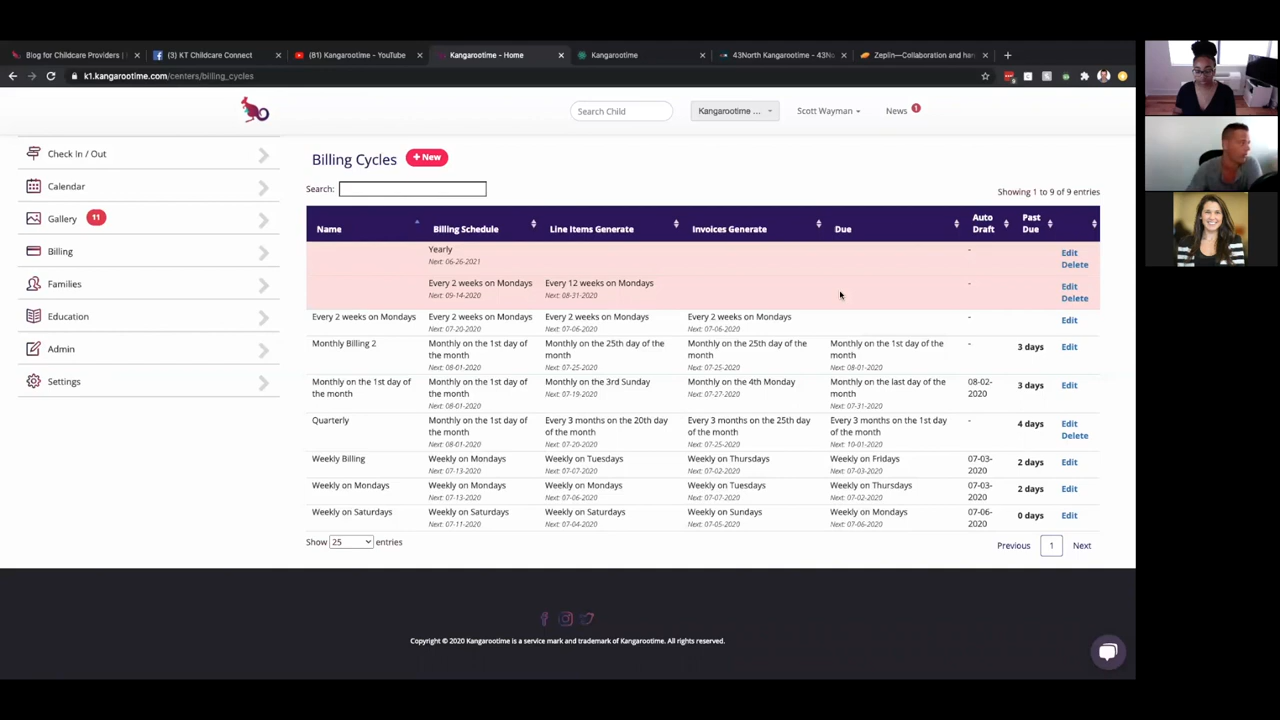 Blog for Childcare Providers |
(3) KT Childcare Connect
(81) Kangarootime - YouTube
Kangarootime - Home
Kangarootime
43North Kangarootime - 43No
Zeplin—Collaboration and han
k1.kangarootime.com/centers/billing_cycles
Search Child
Kangarootime ...
Scott Wayman
News 1
Check In / Out
Calendar
Gallery 11
Billing
Families
Education
Admin
Settings
Billing Cycles
+ New
Search:
Showing 1 to 9 of 9 entries
Name Billing Schedule Line Items Generate Invoices Generate Due Auto Draft Past Due
Yearly - Edit
Next: 06-26-2021 Delete
Every 2 weeks on Mondays Every 12 weeks on Mondays - Edit
Next: 09-14-2020 Next: 08-31-2020 Delete
Every 2 weeks on Mondays Every 2 weeks on Mondays Every 2 weeks on Mondays Every 2 weeks on Mondays - Edit
Next: 07-20-2020 Next: 07-06-2020 Next: 07-06-2020
Monthly Billing 2 Monthly on the 1st day of Monthly on the 25th day of the Monthly on the 25th day of the Monthly on the 1st day of the - 3 days Edit
the month month month month
Next: 08-01-2020 Next: 07-25-2020 Next: 07-25-2020 Next: 08-01-2020
Monthly on the 1st day of Monthly on the 1st day of Monthly on the 3rd Sunday Monthly on the 4th Monday Monthly on the last day of the 08-02- 3 days Edit
the month the month Next: 07-19-2020 Next: 07-27-2020 month 2020
Next: 08-01-2020 Next: 07-31-2020
Quarterly Monthly on the 1st day of Every 3 months on the 20th day Every 3 months on the 25th day Every 3 months on the 1st day - 4 days Edit
the month of the month of the month of the month Delete
Next: 08-01-2020 Next: 07-20-2020 Next: 07-25-2020 Next: 10-01-2020
Weekly Billing Weekly on Mondays Weekly on Tuesdays Weekly on Thursdays Weekly on Fridays 07-03- 2 days Edit
Next: 07-13-2020 Next: 07-07-2020 Next: 07-02-2020 Next: 07-03-2020 2020
Weekly on Mondays Weekly on Mondays Weekly on Mondays Weekly on Tuesdays Weekly on Thursdays 07-03- 2 days Edit
Next: 07-13-2020 Next: 07-06-2020 Next: 07-07-2020 Next: 07-02-2020 2020
Weekly on Saturdays Weekly on Saturdays Weekly on Saturdays Weekly on Sundays Weekly on Mondays 07-06- 0 days Edit
Next: 07-11-2020 Next: 07-04-2020 Next: 07-05-2020 Next: 07-06-2020 2020
Show 25 entries
Previous 1 Next
Copyright © 2020 Kangarootime is a service mark and trademark of Kangarootime. All rights reserved.